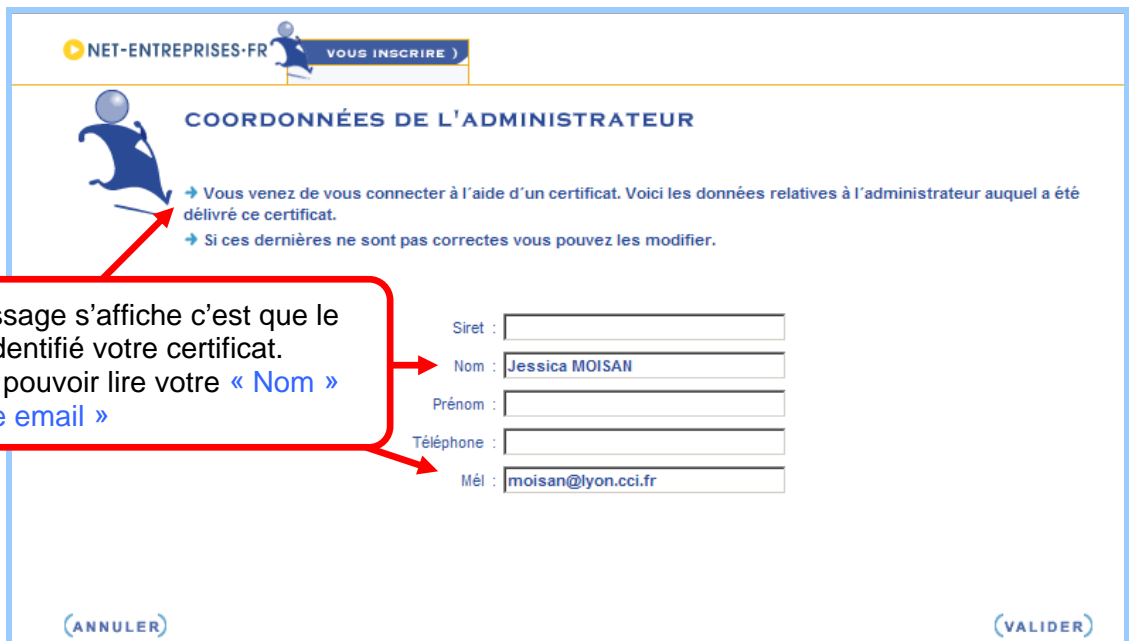 NET-ENTREPRISES·FR
VOUS INSCRIRE )
COORDONNÉES DE L'ADMINISTRATEUR
➔ Vous venez de vous connecter à l´aide d´un certificat. Voici les données relatives à l´administrateur auquel a été
délivré ce certificat.
➔ Si ces dernières ne sont pas correctes vous pouvez les modifier.
ssage s’affiche c’est que le
dentifié votre certificat.
pouvoir lire votre « Nom »
e email »
Siret :
Nom : Jessica MOISAN
Prénom :
Téléphone :
Mél : moisan@lyon.cci.fr
(ANNULER)
(VALIDER)